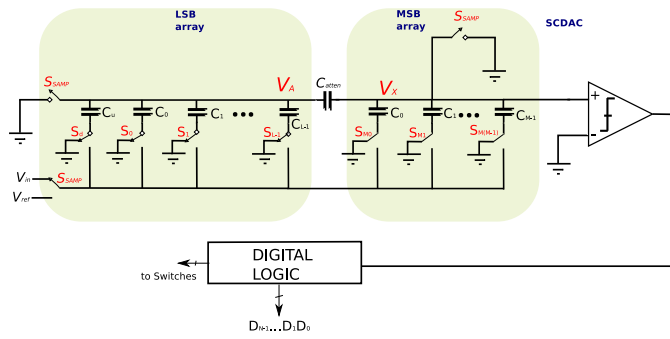 LSB
array
MSB
array
SCDAC
SSAMP
SSAMP
VA
Catten
VX
+
-
Cu
C0
C1
•••
CL-1
C0
C1
•••
CM-1
Sd
S0
S1
SL-1
SM0
SM1
SM(M-1)
Vin
SSAMP
Vref
DIGITAL
LOGIC
to Switches
DN-1...D1D0